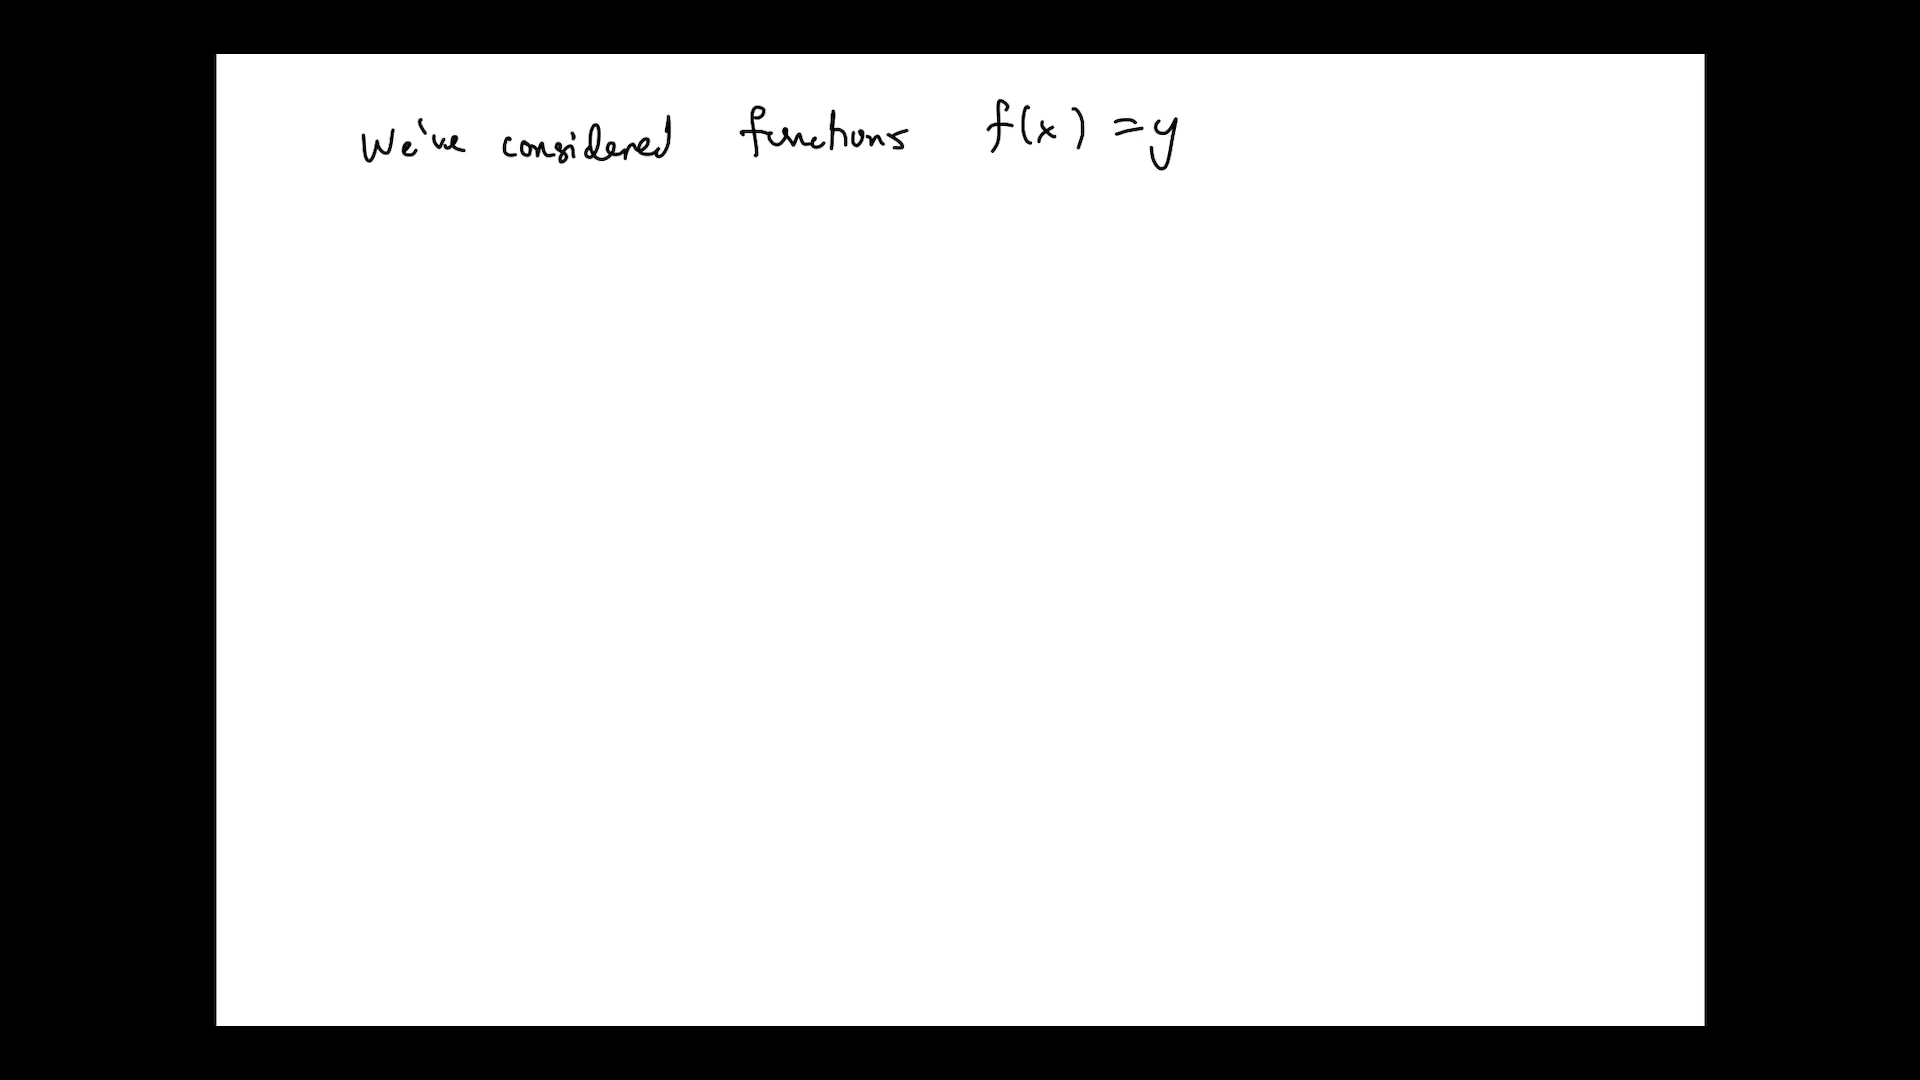 We've considered functions f(x) = y